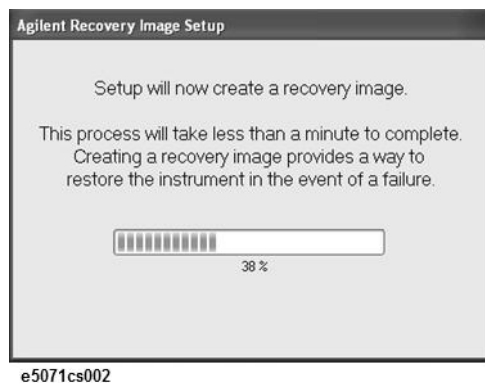 Agilent Recovery Image Setup
Setup will now create a recovery image.
This process will take less than a minute to complete.
Creating a recovery image provides a way to
restore the instrument in the event of a failure.
38 %
e5071cs002